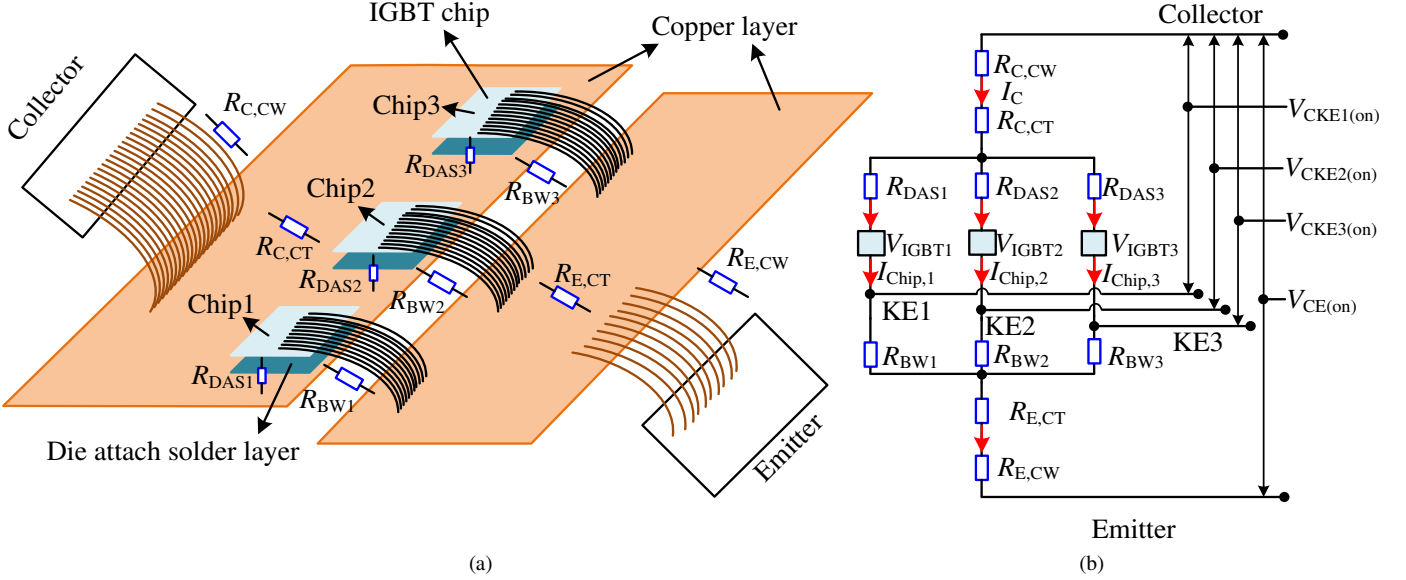 IGBT chip
Copper layer
Collector
R_C,CW
Chip3
R_DAS3
R_BW3
Chip2
R_C,CT
R_DAS2
R_BW2
R_E,CT
R_E,CW
Chip1
R_DAS1
R_BW1
Die attach solder layer
Emitter
(a)
Collector
R_C,CW
I_C
R_C,CT
V_CKE1(on)
R_DAS1 R_DAS2 R_DAS3
V_CKE2(on)
V_CKE3(on)
V_IGBT1 V_IGBT2 V_IGBT3
I_Chip,1 I_Chip,2 I_Chip,3
V_CE(on)
KE1 KE2 KE3
R_BW1 R_BW2 R_BW3
R_E,CT
R_E,CW
Emitter
(b)